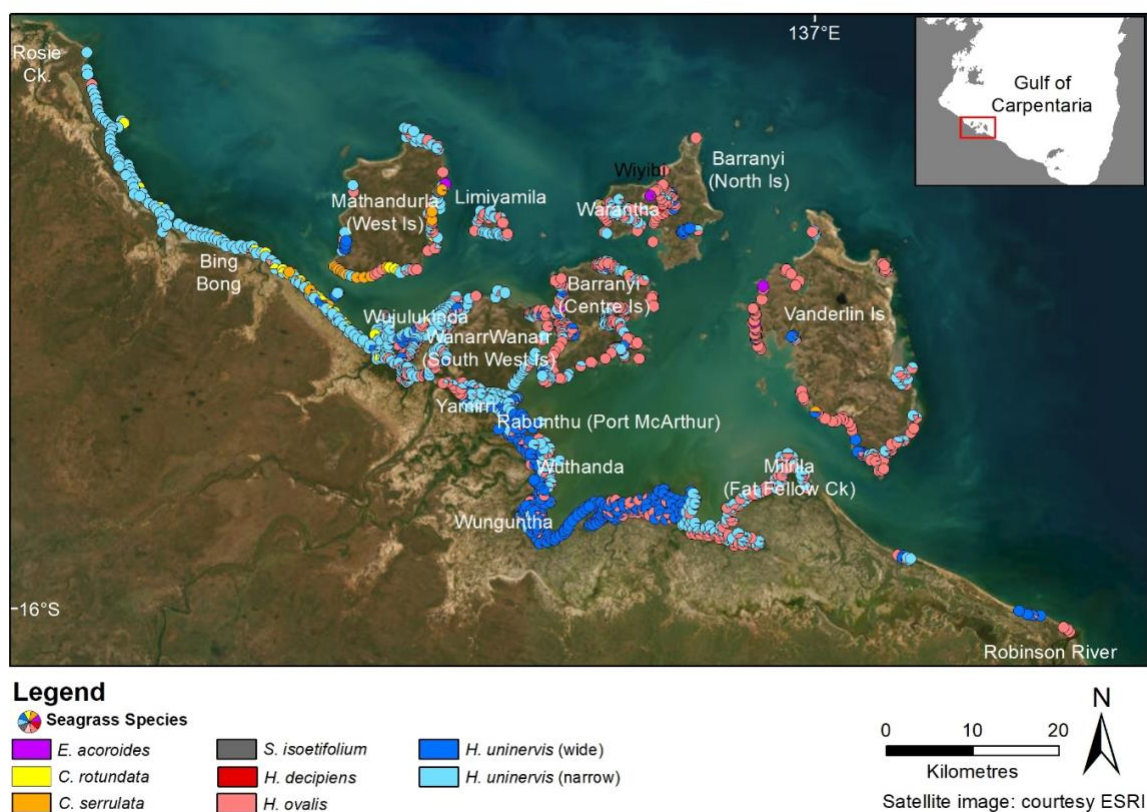 Rosie
Ck.
137°E
Gulf of
Carpentaria
Wiyibi
Barranyi
(North Is)
Mathandurla
(West Is)
Limiyamila
Warantha
Bing
Bong
Barranyi
(Centre Is)
Vanderlin Is
Wujulukinda
WanarrWanarr
(South West Is)
Yamirri
Rabunthu (Port McArthur)
Wuthanda
Milrila
(Fat Fellow Ck)
Wunguntha
16°S
Robinson River
Legend
Seagrass Species
E. acoroides
S. isoetifolium
H. uninervis (wide)
C. rotundata
H. decipiens
H. uninervis (narrow)
C. serrulata
H. ovalis
N
0 10 20
Kilometres
Satellite image: courtesy ESRI